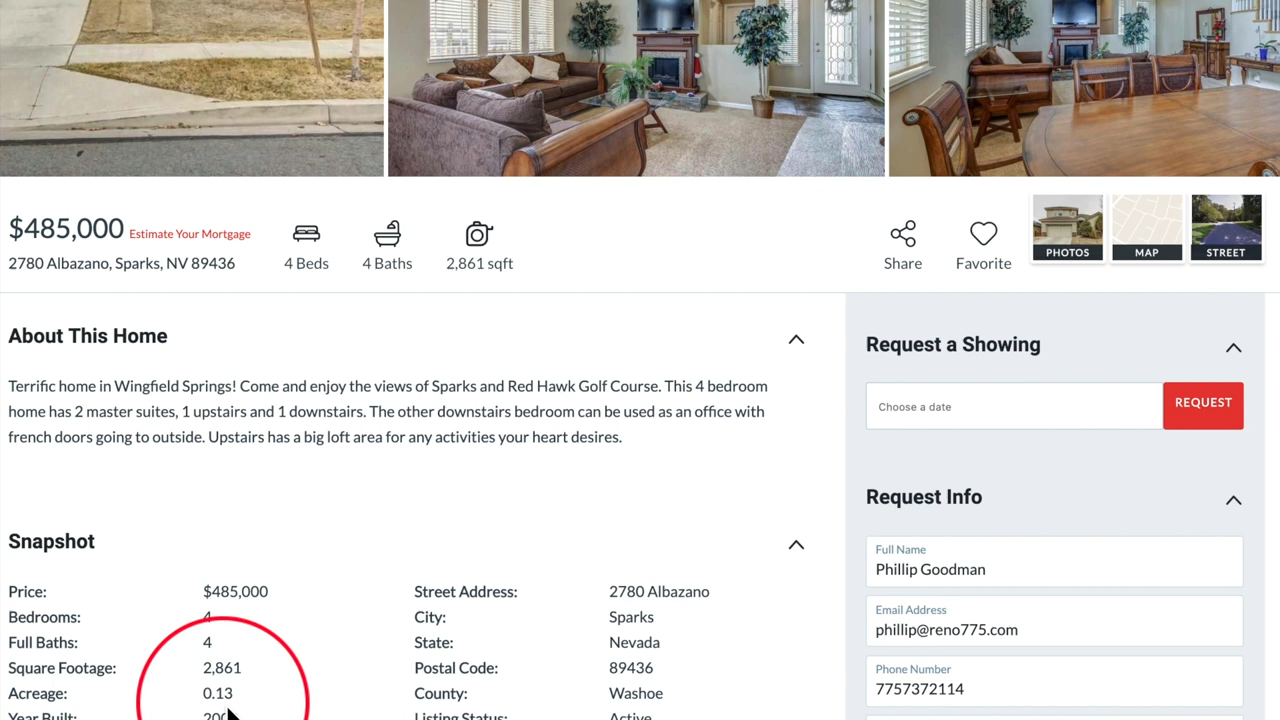 $485,000 Estimate Your Mortgage
2780 Albazano, Sparks, NV 89436
4 Beds
4 Baths
2,861 sqft
Share
Favorite
PHOTOS
MAP
STREET
About This Home
Terrific home in Wingfield Springs! Come and enjoy the views of Sparks and Red Hawk Golf Course. This 4 bedroom
home has 2 master suites, 1 upstairs and 1 downstairs. The other downstairs bedroom can be used as an office with
french doors going to outside. Upstairs has a big loft area for any activities your heart desires.
Request a Showing
Choose a date
REQUEST
Request Info
Full Name
Phillip Goodman
Email Address
phillip@reno775.com
Phone Number
7757372114
Snapshot
Price: $485,000 Street Address: 2780 Albazano
Bedrooms: 4 City: Sparks
Full Baths: 4 State: Nevada
Square Footage: 2,861 Postal Code: 89436
Acreage: 0.13 County: Washoe
Year Built: Listing Status: Active